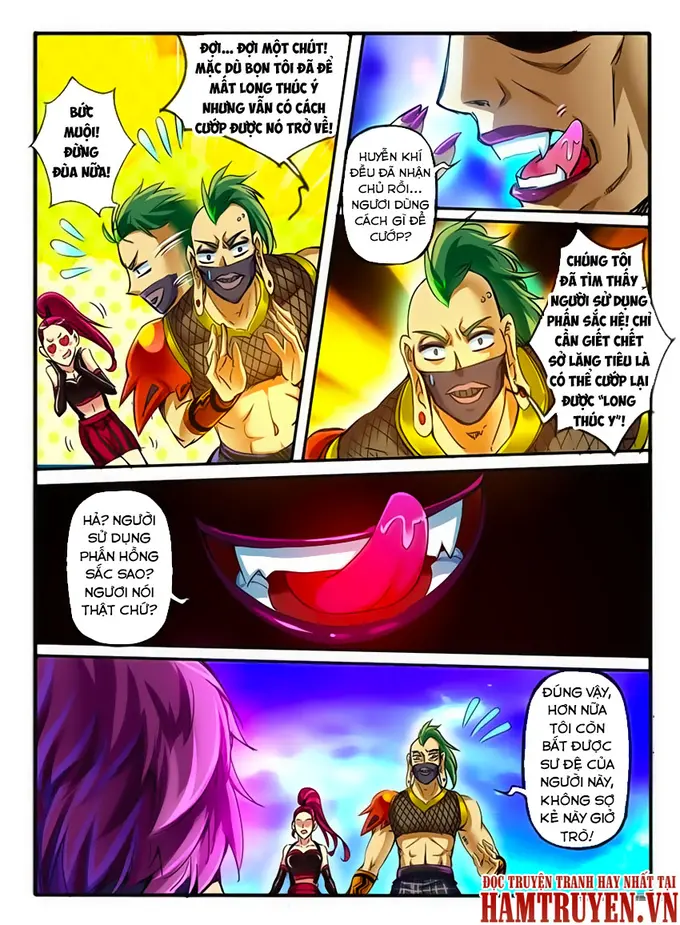 BỨC
MUỘI!
ĐỪNG
ĐÙA NỮA!
ĐỢI... ĐỢI MỘT CHÚT!
MẶC DÙ BỌN TÔI ĐÃ ĐỂ
MẤT LONG THÚC Ý
NHƯNG VẪN CÓ CÁCH
CƯỚP ĐƯỢC NÓ TRỞ VỀ!
HUYỄN KHÍ
ĐỀU ĐÃ NHẬN
CHỦ RỒI...
NGƯƠI DÙNG
CÁCH GÌ ĐỂ
CƯỚP?
CHÚNG TÔI
ĐÃ TÌM THẤY
NGƯỜI SỬ DỤNG
PHẤN SẮC HỆ! CHỈ
CẦN GIẾT CHẾT
SỞ LĂNG TIÊU LÀ
CÓ THỂ CƯỚP LẠI
ĐƯỢC "LONG
THÚC Y"!
HẢ? NGƯỜI
SỬ DỤNG
PHẤN HỒNG
SẮC SAO?
NGƯƠI NÓI
THẬT CHỨ?
ĐÚNG VẬY,
HƠN NỮA
TÔI CÒN
BẮT ĐƯỢC
SƯ ĐỆ CỦA
NGƯỜI NÀY,
KHÔNG SỢ
KẺ NÀY GIỞ
TRÒ!
ĐỌC TRUYỆN TRANH HAY NHẤT TẠI
HAMTRUYEN.VN